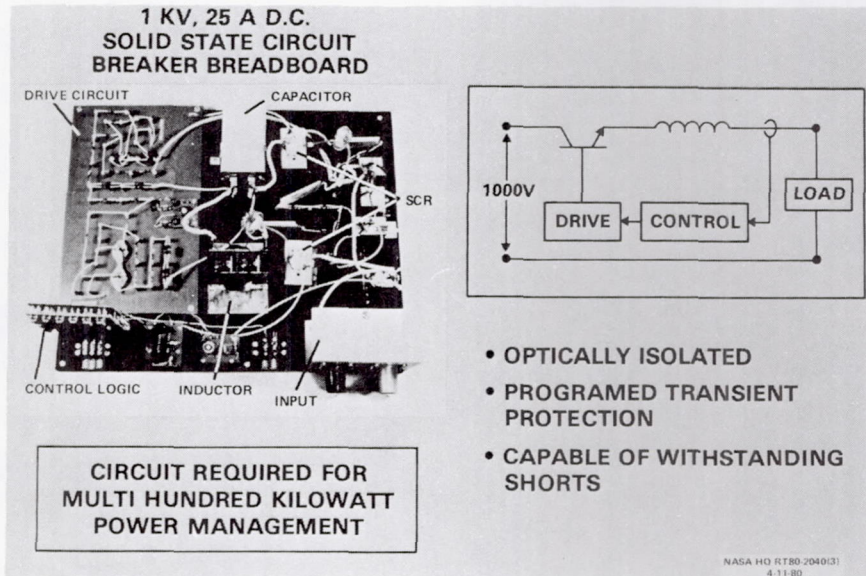 1 KV, 25 A D.C.
SOLID STATE CIRCUIT
BREAKER BREADBOARD
DRIVE CIRCUIT
CAPACITOR
SCR
CONTROL LOGIC
INDUCTOR
INPUT
CIRCUIT REQUIRED FOR
MULTI HUNDRED KILOWATT
POWER MANAGEMENT
1000V
DRIVE
CONTROL
LOAD
• OPTICALLY ISOLATED
• PROGRAMED TRANSIENT
PROTECTION
• CAPABLE OF WITHSTANDING
SHORTS
NASA HQ RT80-2040(3)
4-11-80